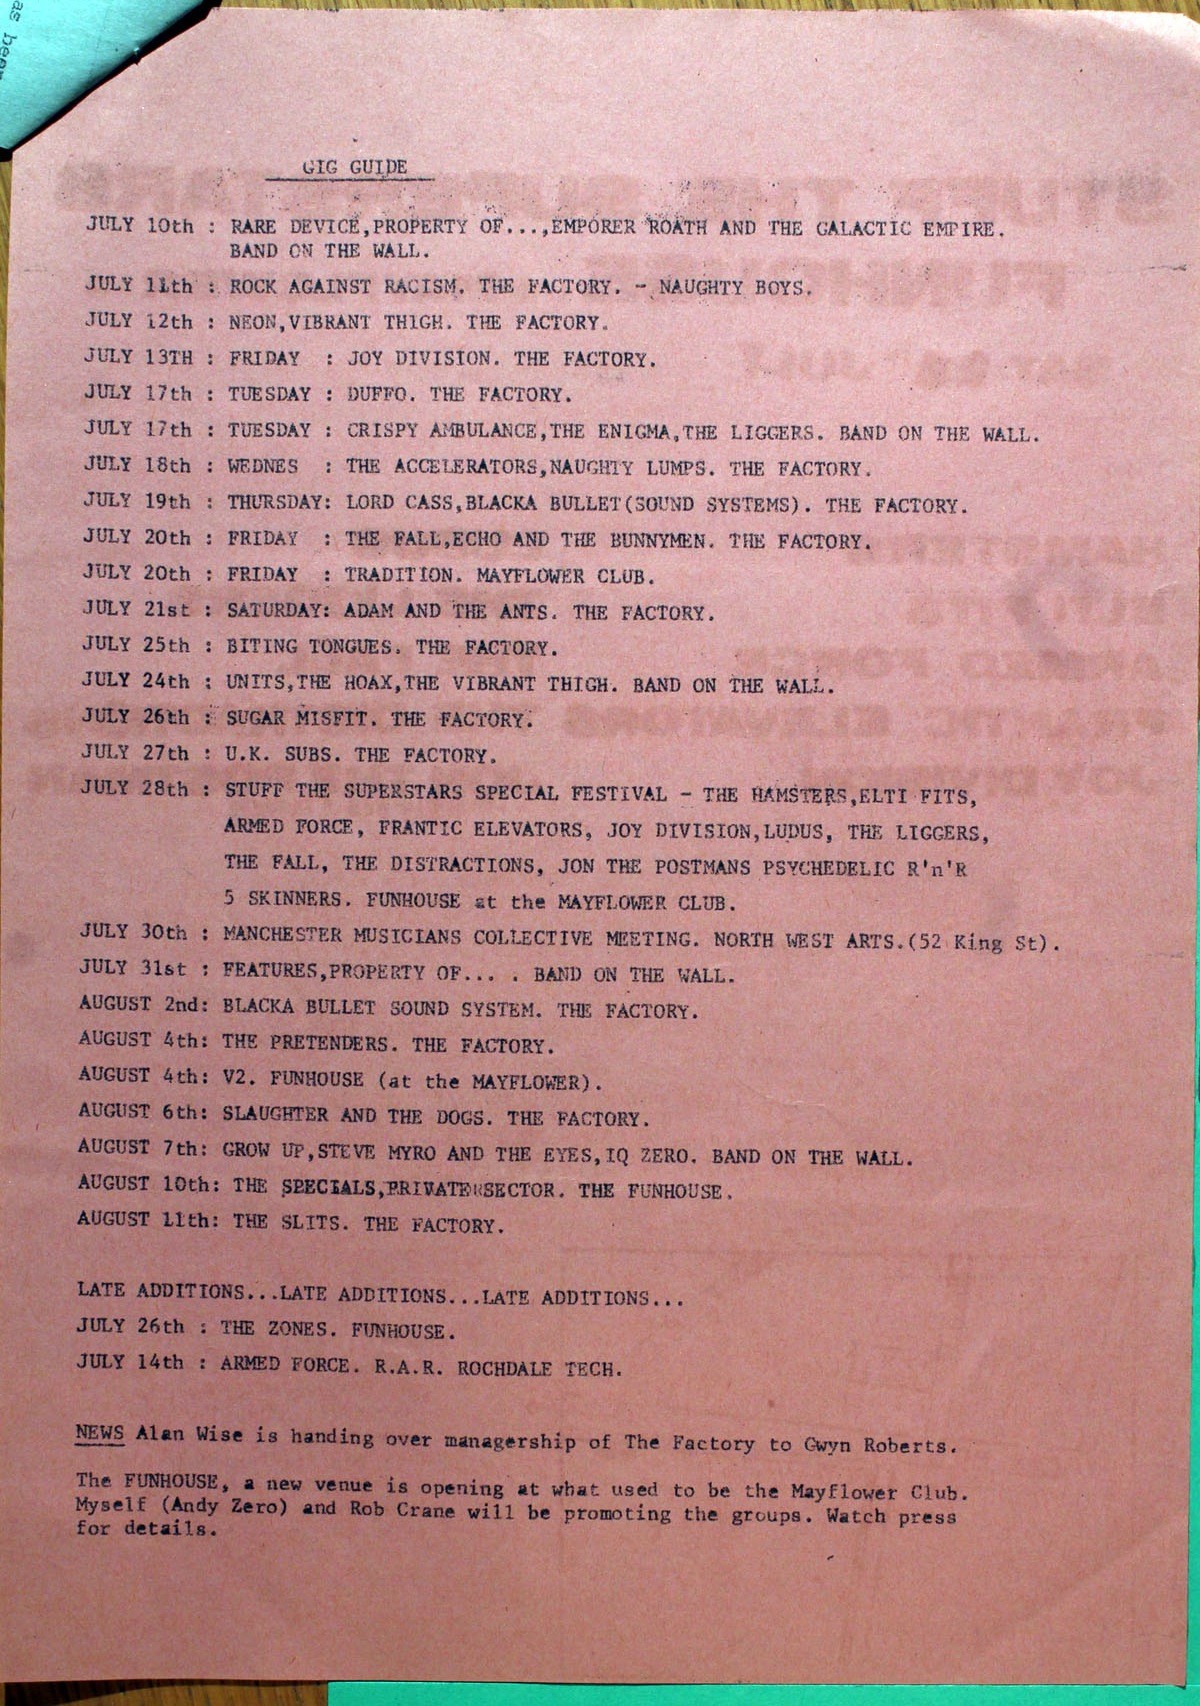 as been
GIG GUIDE
JULY 10th : RARE DEVICE,PROPERTY OF...,EMPORER ROATH AND THE GALACTIC EMPIRE.
BAND ON THE WALL.
JULY 11th : ROCK AGAINST RACISM. THE FACTORY. - NAUGHTY BOYS.
JULY 12th : NEON,VIBRANT THIGH. THE FACTORY.
JULY 13TH : FRIDAY : JOY DIVISION. THE FACTORY.
JULY 17th : TUESDAY : DUFFO. THE FACTORY.
JULY 17th : TUESDAY : CRISPY AMBULANCE,THE ENIGMA,THE LIGGERS. BAND ON THE WALL.
JULY 18th : WEDNES : THE ACCELERATORS,NAUGHTY LUMPS. THE FACTORY.
JULY 19th : THURSDAY: LORD CASS,BLACKA BULLET(SOUND SYSTEMS). THE FACTORY.
JULY 20th : FRIDAY : THE FALL,ECHO AND THE BUNNYMEN. THE FACTORY.
JULY 20th : FRIDAY : TRADITION. MAYFLOWER CLUB.
JULY 21st : SATURDAY: ADAM AND THE ANTS. THE FACTORY.
JULY 25th : BITING TONGUES. THE FACTORY.
JULY 24th : UNITS,THE HOAX,THE VIBRANT THIGH. BAND ON THE WALL.
JULY 26th : SUGAR MISFIT. THE FACTORY.
JULY 27th : U.K. SUBS. THE FACTORY.
JULY 28th : STUFF THE SUPERSTARS SPECIAL FESTIVAL - THE HAMSTERS,ELTI FITS,
ARMED FORCE, FRANTIC ELEVATORS, JOY DIVISION,LUDUS, THE LIGGERS,
THE FALL, THE DISTRACTIONS, JON THE POSTMANS PSYCHEDELIC R'n'R
5 SKINNERS. FUNHOUSE at the MAYFLOWER CLUB.
JULY 30th : MANCHESTER MUSICIANS COLLECTIVE MEETING. NORTH WEST ARTS.(52 King St).
JULY 31st : FEATURES,PROPERTY OF... . BAND ON THE WALL.
AUGUST 2nd: BLACKA BULLET SOUND SYSTEM. THE FACTORY.
AUGUST 4th: THE PRETENDERS. THE FACTORY.
AUGUST 4th: V2. FUNHOUSE (at the MAYFLOWER).
AUGUST 6th: SLAUGHTER AND THE DOGS. THE FACTORY.
AUGUST 7th: GROW UP,STEVE MYRO AND THE EYES,IQ ZERO. BAND ON THE WALL.
AUGUST 10th: THE SPECIALS,PRIVATE SECTOR. THE FUNHOUSE.
AUGUST 11th: THE SLITS. THE FACTORY.
LATE ADDITIONS...LATE ADDITIONS...LATE ADDITIONS...
JULY 26th : THE ZONES. FUNHOUSE.
JULY 14th : ARMED FORCE. R.A.R. ROCHDALE TECH.
NEWS Alan Wise is handing over managership of The Factory to Gwyn Roberts.
The FUNHOUSE, a new venue is opening at what used to be the Mayflower Club.
Myself (Andy Zero) and Rob Crane will be promoting the groups. Watch press
for details.